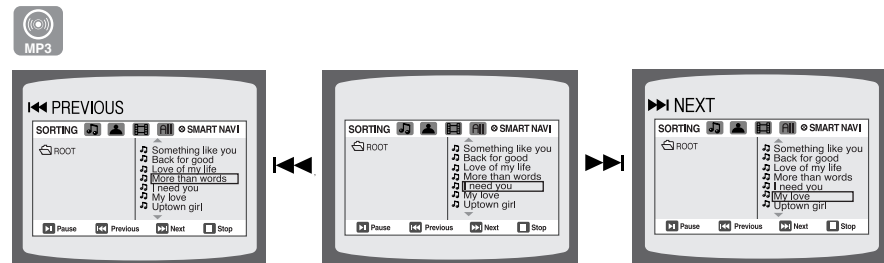 MP3
PREVIOUS
SORTING All SMART NAVI
ROOT
Something like you
Back for good
Love of my life
More than words
I need you
My love
Uptown girl
Pause Previous Next Stop
SORTING All SMART NAVI
ROOT
Something like you
Back for good
Love of my life
More than words
I need you
My love
Uptown girl
Pause Previous Next Stop
NEXT
SORTING All SMART NAVI
ROOT
Something like you
Back for good
Love of my life
More than words
I need you
My love
Uptown girl
Pause Previous Next Stop